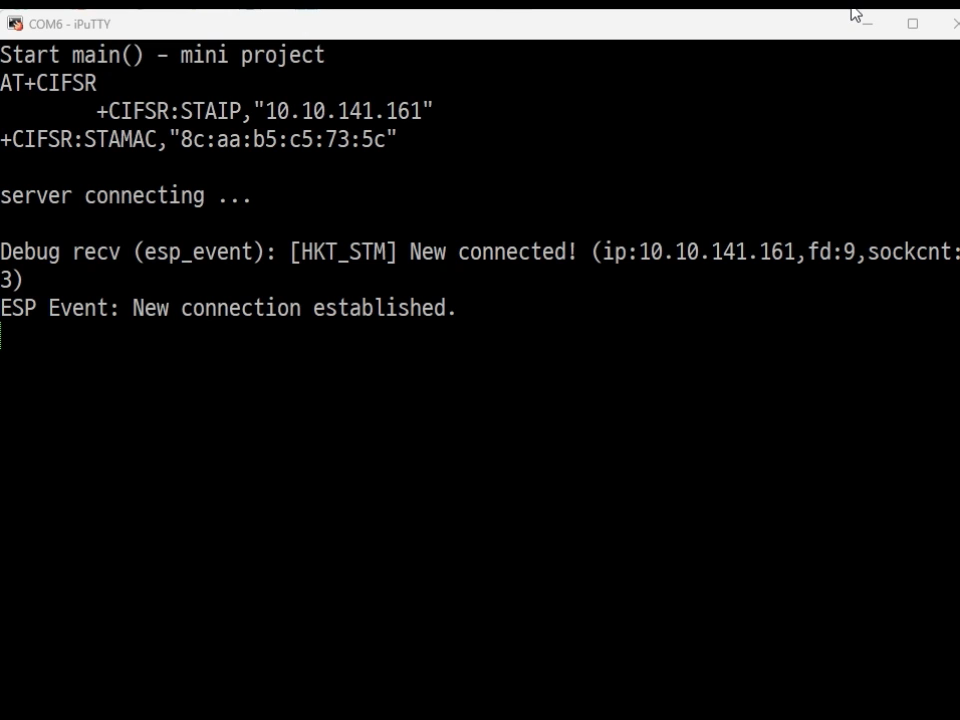 COM6 - iPuTTY
Start main() - mini project
AT+CIFSR
+CIFSR:STAIP,"10.10.141.161"
+CIFSR:STAMAC,"8c:aa:b5:c5:73:5c"
server connecting ...
Debug recv (esp_event): [HKT_STM] New connected! (ip:10.10.141.161,fd:9,sockcnt:
3)
ESP Event: New connection established.